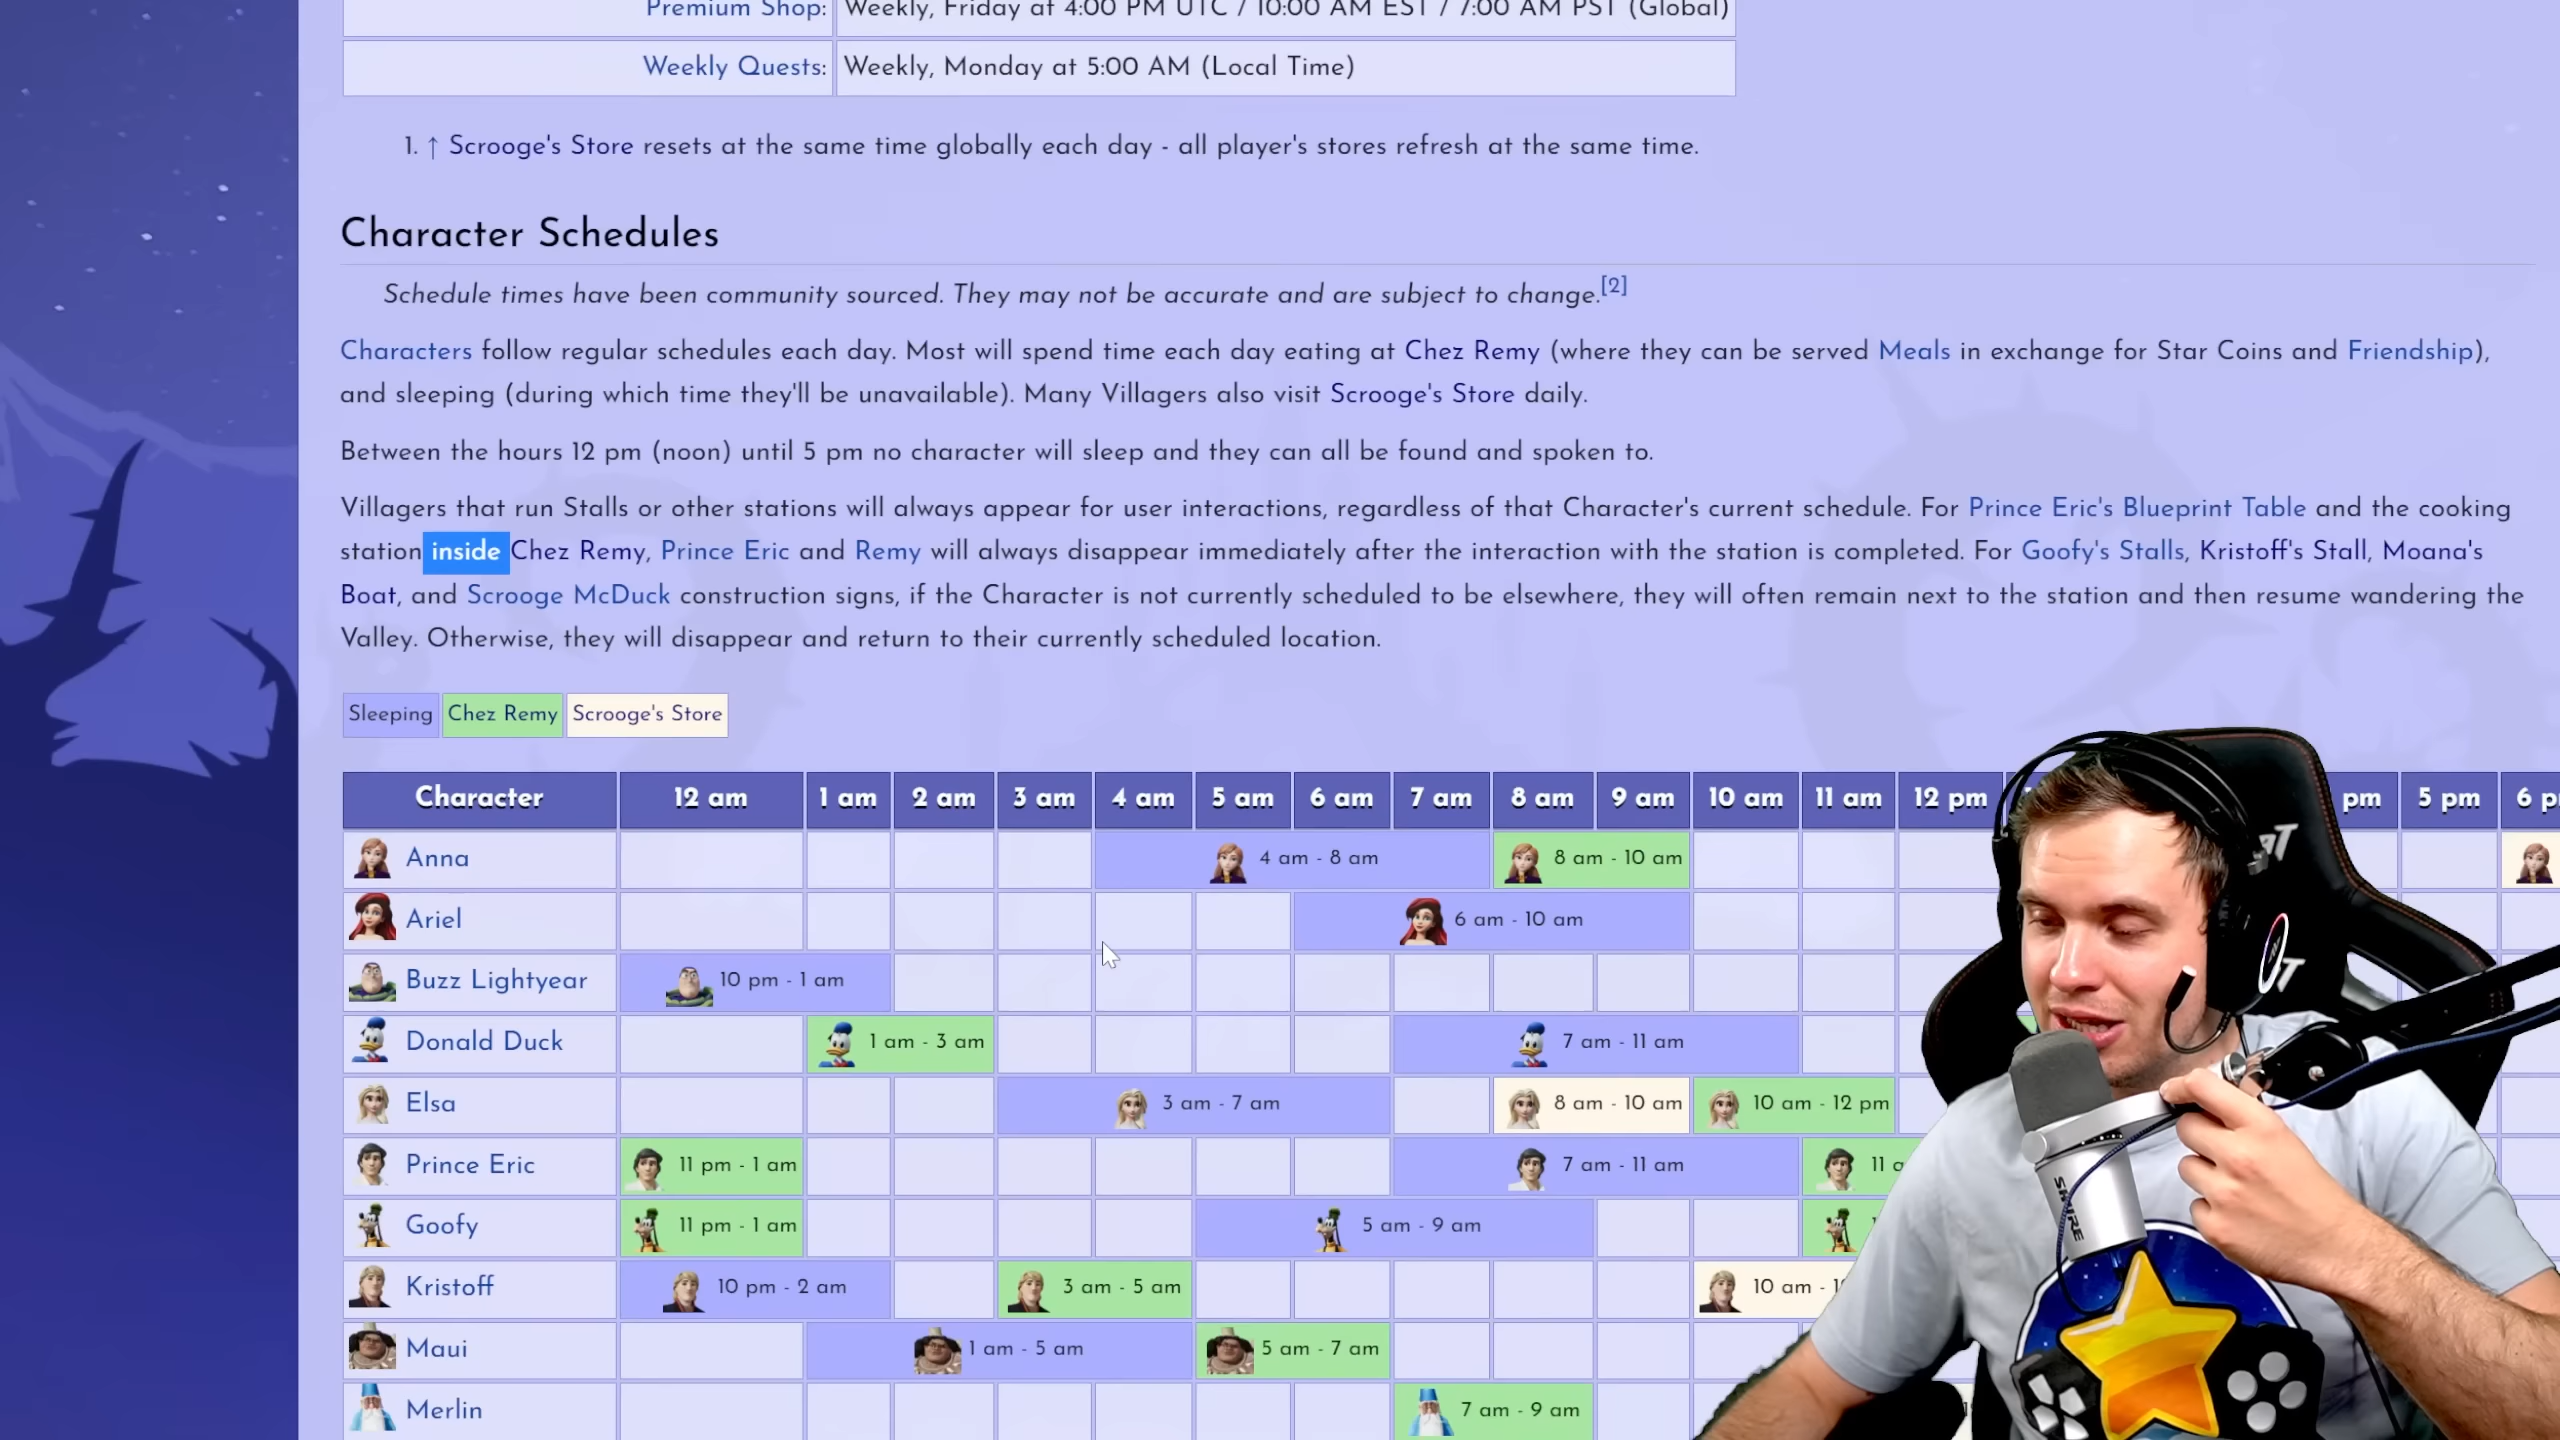 Premium Shop: Weekly, Friday at 4:00 PM UTC / 10:00 AM EST / 7:00 AM PST (Global)
Weekly Quests: Weekly, Monday at 5:00 AM (Local Time)
1. ↑ Scrooge's Store resets at the same time globally each day - all player's stores refresh at the same time.
Character Schedules
Schedule times have been community sourced. They may not be accurate and are subject to change.[2]
Characters follow regular schedules each day. Most will spend time each day eating at Chez Remy (where they can be served Meals in exchange for Star Coins and Friendship),
and sleeping (during which time they'll be unavailable). Many Villagers also visit Scrooge's Store daily.
Between the hours 12 pm (noon) until 5 pm no character will sleep and they can all be found and spoken to.
Villagers that run Stalls or other stations will always appear for user interactions, regardless of that Character's current schedule. For Prince Eric's Blueprint Table and the cooking
station inside Chez Remy, Prince Eric and Remy will always disappear immediately after the interaction with the station is completed. For Goofy's Stalls, Kristoff's Stall, Moana's
Boat, and Scrooge McDuck construction signs, if the Character is not currently scheduled to be elsewhere, they will often remain next to the station and then resume wandering the
Valley. Otherwise, they will disappear and return to their currently scheduled location.
Sleeping Chez Remy Scrooge's Store
Character 12 am 1 am 2 am 3 am 4 am 5 am 6 am 7 am 8 am 9 am 10 am 11 am 12 pm pm 5 pm 6
Anna 4 am - 8 am 8 am - 10 am
Ariel 6 am - 10 am
Buzz Lightyear 10 pm - 1 am
Donald Duck 1 am - 3 am 7 am - 11 am
Elsa 3 am - 7 am 8 am - 10 am 10 am - 12 pm
Prince Eric 11 pm - 1 am 7 am - 11 am 11
Goofy 11 pm - 1 am 5 am - 9 am
Kristoff 10 pm - 2 am 3 am - 5 am 10 am -
Maui 1 am - 5 am 5 am - 7 am
Merlin 7 am - 9 am
SHURE